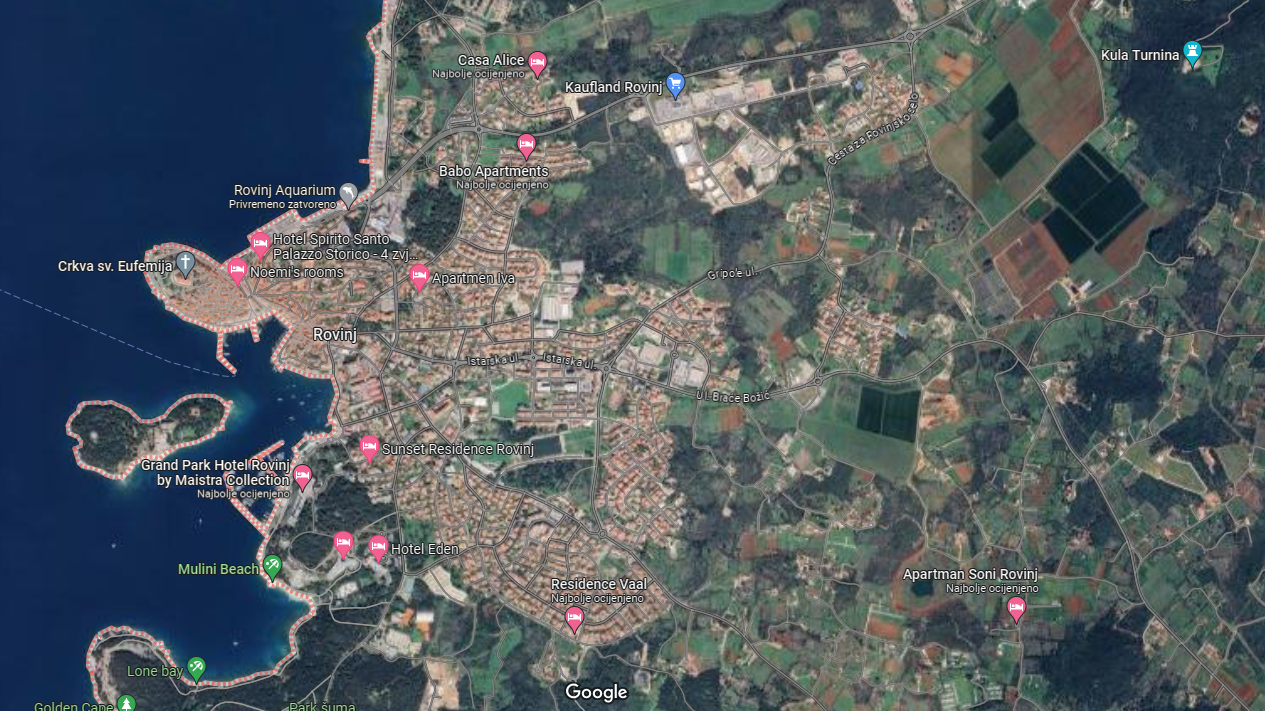 Casa Alice
Najbolje ocijenjeno
Kaufland Rovinj
Kula Turnina
Cesta za Rovinjsko selo
Babo Apartments
Najbolje ocijenjeno
Rovinj Aquarium
Privremeno zatvoreno
Hotel Spirito Santo
Palazzo Storico - 4 zvj...
Crkva sv. Eufemija
Noemi's rooms
Apartmen Iva
Gripole ul.
Rovinj
Istarska ul.
Istarska ul.
Ul. Braće Božić
Sunset Residence Rovinj
Grand Park Hotel Rovinj
by Maistra Collection
Najbolje ocijenjeno
Hotel Eden
Mulini Beach
Residence Vaal
Najbolje ocijenjeno
Apartman Soni Rovinj
Najbolje ocijenjeno
Lone bay
Google
Golden Cape
Park šuma